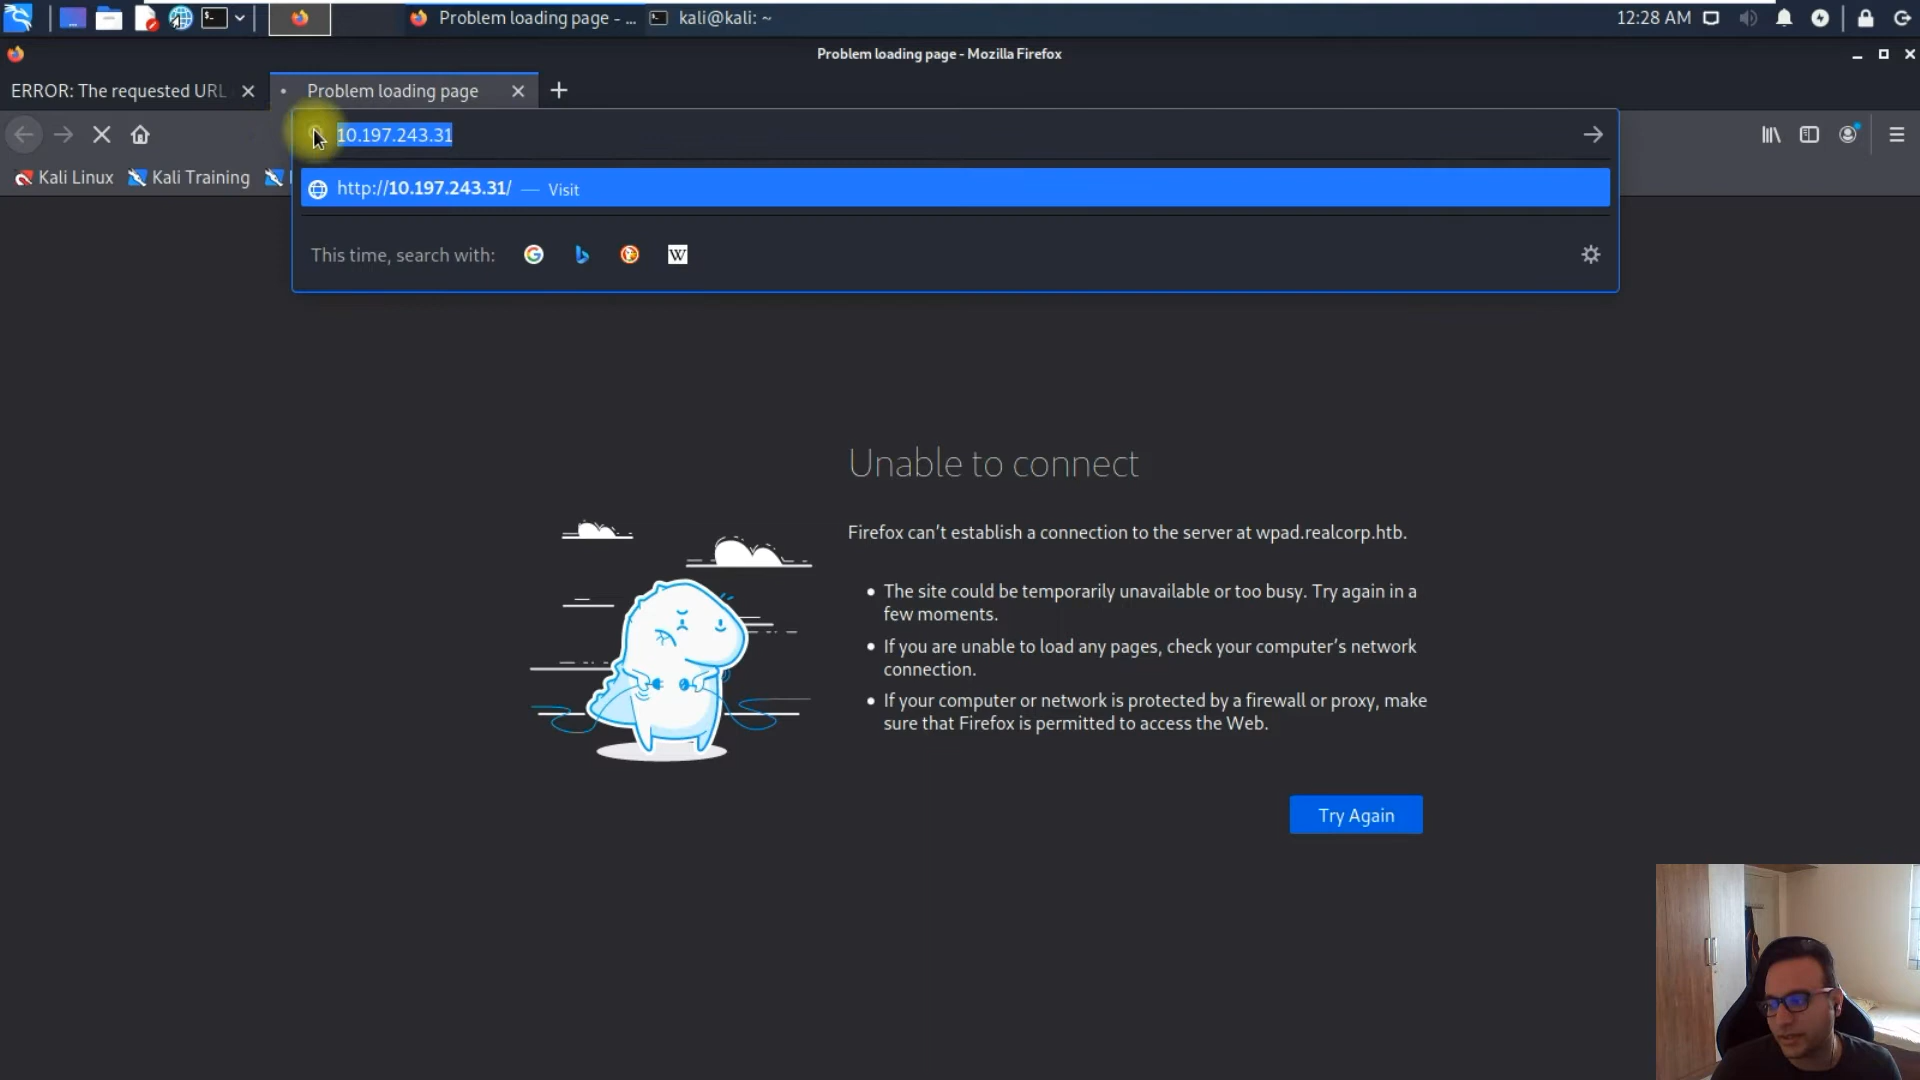 Problem loading page - ...
kali@kali: ~
12:28 AM
Problem loading page - Mozilla Firefox
ERROR: The requested URL
Problem loading page
10.197.243.31
Kali Linux
Kali Training
http://10.197.243.31/ — Visit
This time, search with:
Unable to connect
Firefox can’t establish a connection to the server at wpad.realcorp.htb.
The site could be temporarily unavailable or too busy. Try again in a
few moments.
If you are unable to load any pages, check your computer’s network
connection.
If your computer or network is protected by a firewall or proxy, make
sure that Firefox is permitted to access the Web.
Try Again